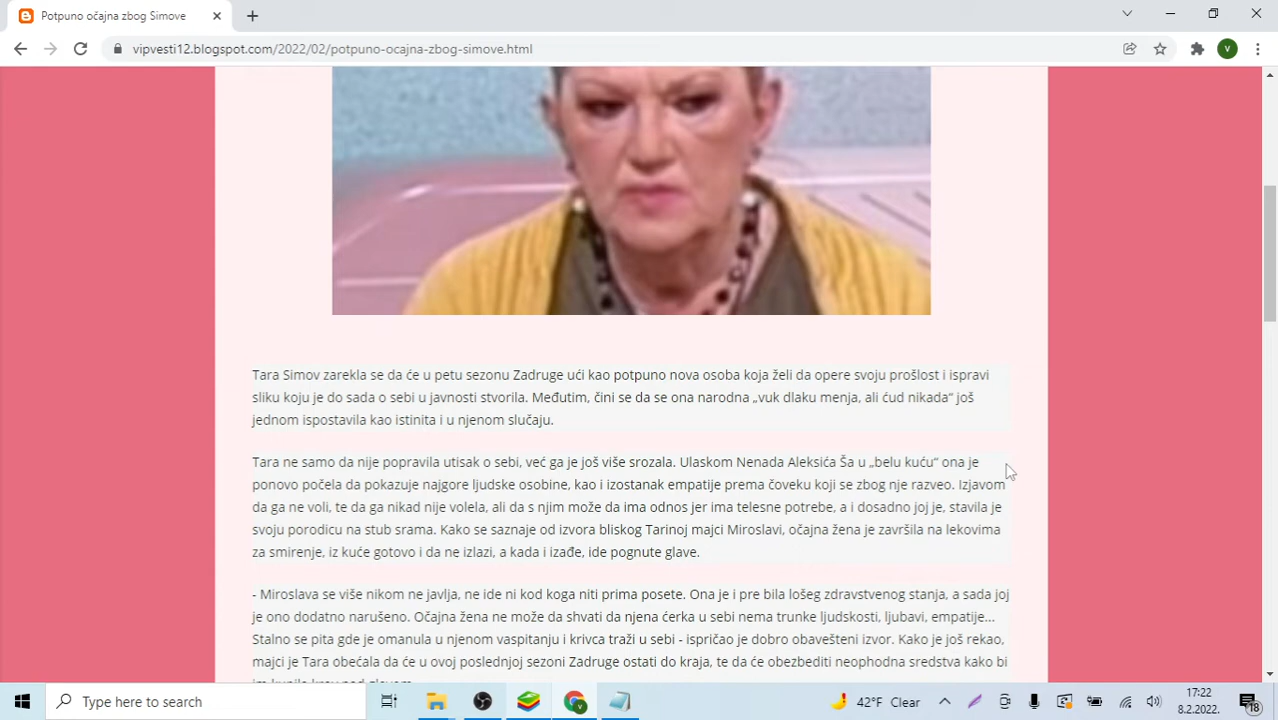 Potpuno očajna zbog Simove
vipvesti12.blogspot.com/2022/02/potpuno-ocajna-zbog-simove.html
V
Tara Simov zarekla se da će u petu sezonu Zadruge ući kao potpuno nova osoba koja želi da opere svoju prošlost i ispravi
sliku koju je do sada o sebi u javnosti stvorila. Međutim, čini se da se ona narodna „vuk dlaku menja, ali ćud nikada“ još
jednom ispostavila kao istinita i u njenom slučaju.
Tara ne samo da nije popravila utisak o sebi, već ga je još više srozala. Ulaskom Nenada Aleksića Ša u „belu kuću“ ona je
ponovo počela da pokazuje najgore ljudske osobine, kao i izostanak empatije prema čoveku koji se zbog nje razveo. Izjavom
da ga ne voli, te da ga nikad nije volela, ali da s njim može da ima odnos jer ima telesne potrebe, a i dosadno joj je, stavila je
svoju porodicu na stub srama. Kako se saznaje od izvora bliskog Tarinoj majci Miroslavi, očajna žena je završila na lekovima
za smirenje, iz kuće gotovo i da ne izlazi, a kada i izađe, ide pognute glave.
- Miroslava se više nikom ne javlja, ne ide ni kod koga niti prima posete. Ona je i pre bila lošeg zdravstvenog stanja, a sada joj
je ono dodatno narušeno. Očajna žena ne može da shvati da njena ćerka u sebi nema trunke ljudskosti, ljubavi, empatije...
Stalno se pita gde je omanula u njenom vaspitanju i krivca traži u sebi - ispričao je dobro obavešteni izvor. Kako je još rekao,
majci je Tara obećala da će u ovoj poslednjoj sezoni Zadruge ostati do kraja, te da će obezbediti neophodna sredstva kako bi
Type here to search
42°F Clear
17:22
8.2.2022.
18